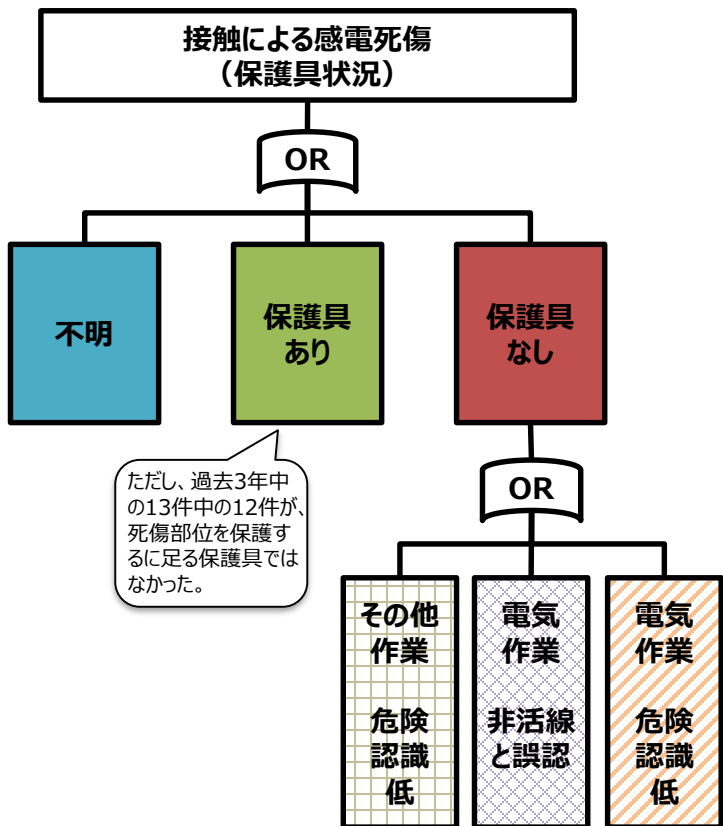 接触による感電死傷
（保護具状況）
OR
不明
保護具
あり
保護具
なし
ただし、過去3年中
の13件中の12件が、
死傷部位を保護す
るに足る保護具では
なかった。
OR
その他
作業
危険
認識
低
電気
作業
非活線
と誤認
電気
作業
危険
認識
低